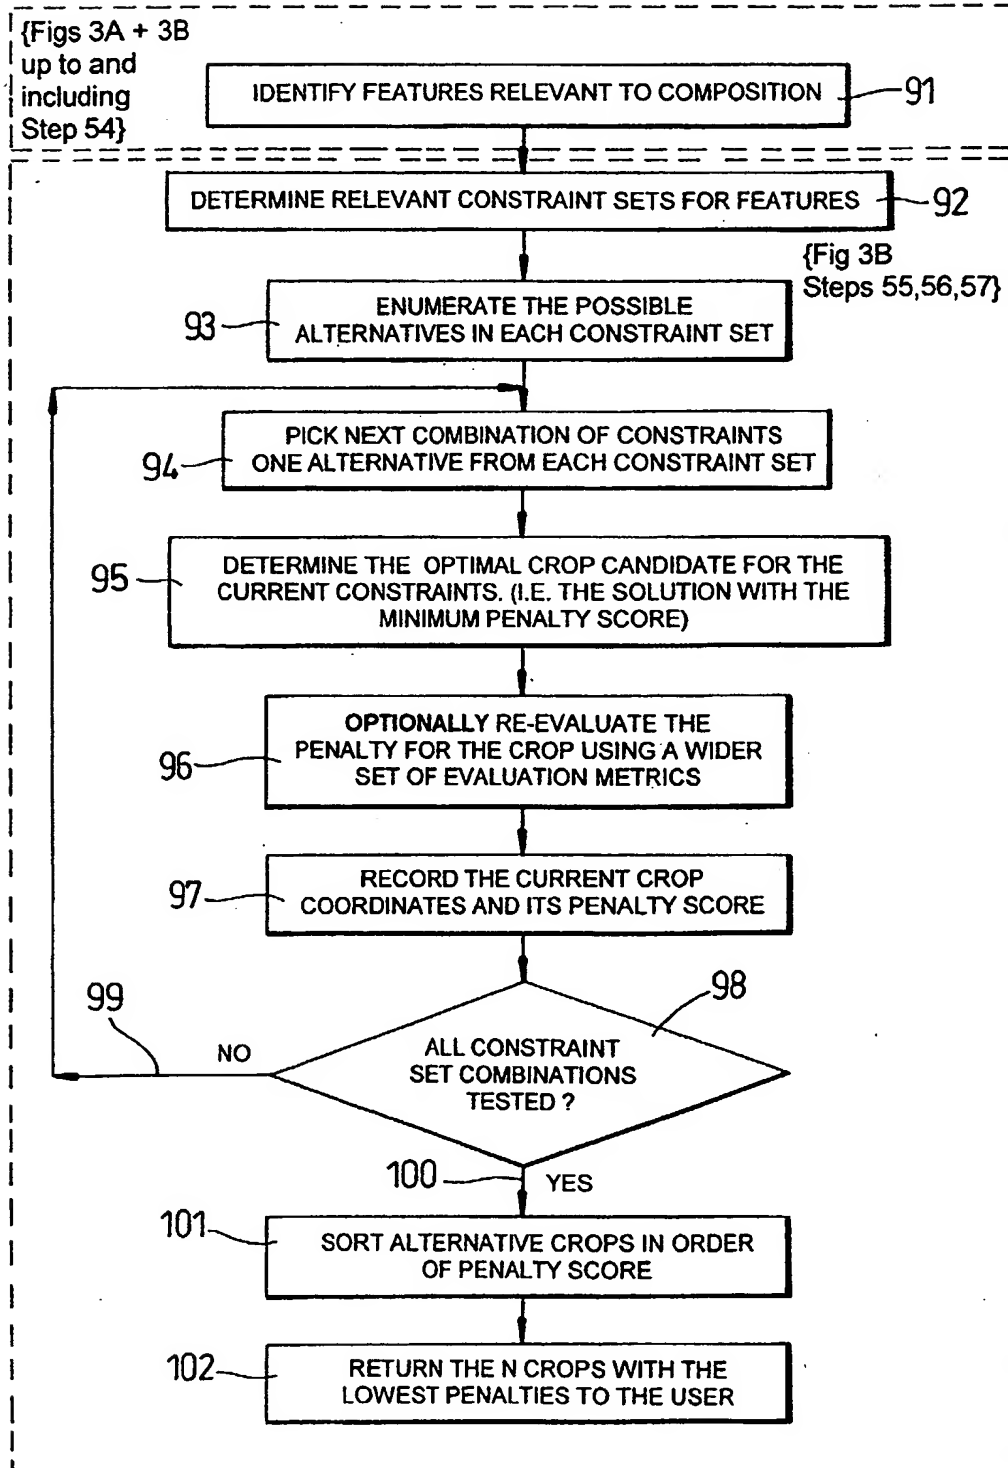 {Figs 3A + 3B
up to and
including
Step 54}
IDENTIFY FEATURES RELEVANT TO COMPOSITION
91
DETERMINE RELEVANT CONSTRAINT SETS FOR FEATURES
92
{Fig 3B
Steps 55,56,57}
93
ENUMERATE THE POSSIBLE
ALTERNATIVES IN EACH CONSTRAINT SET
94
PICK NEXT COMBINATION OF CONSTRAINTS
ONE ALTERNATIVE FROM EACH CONSTRAINT SET
95
DETERMINE THE OPTIMAL CROP CANDIDATE FOR THE
CURRENT CONSTRAINTS. (I.E. THE SOLUTION WITH THE
MINIMUM PENALTY SCORE)
96
OPTIONALLY RE-EVALUATE THE
PENALTY FOR THE CROP USING A WIDER
SET OF EVALUATION METRICS
97
RECORD THE CURRENT CROP
COORDINATES AND ITS PENALTY SCORE
98
99
NO
ALL CONSTRAINT
SET COMBINATIONS
TESTED ?
100
YES
101
SORT ALTERNATIVE CROPS IN ORDER
OF PENALTY SCORE
102
RETURN THE N CROPS WITH THE
LOWEST PENALTIES TO THE USER